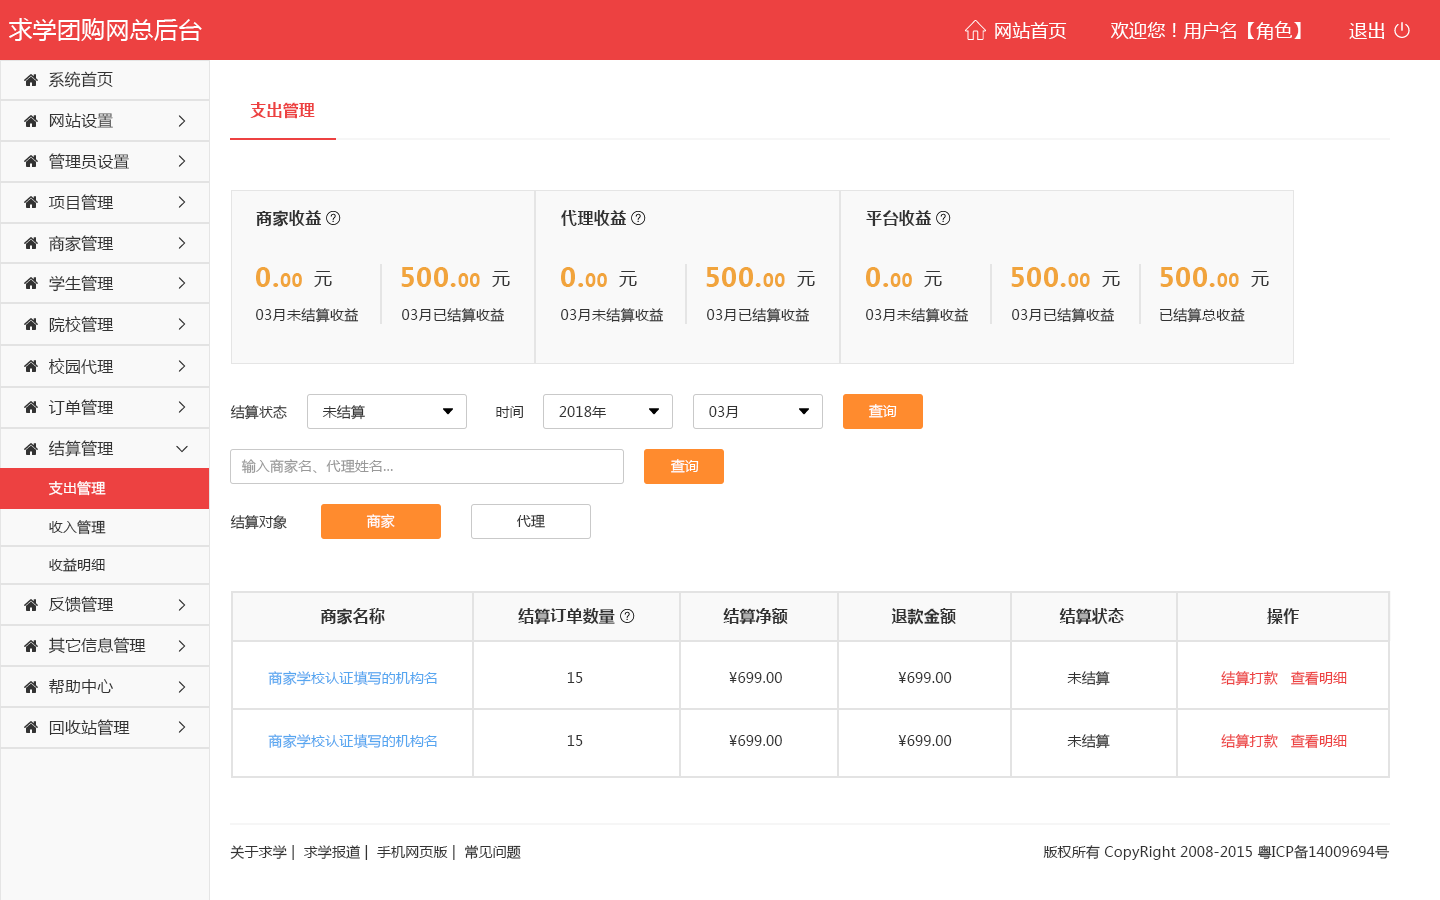 求学团购网总后台
网站首页
欢迎您！用户名【角色】
退出
系统首页
网站设置
管理员设置
项目管理
商家管理
学生管理
院校管理
校园代理
订单管理
结算管理
支出管理
收入管理
收益明细
反馈管理
其它信息管理
帮助中心
回收站管理
支出管理
商家收益 ?
0.00 元
03月未结算收益
500.00 元
03月已结算收益
代理收益 ?
0.00 元
03月未结算收益
500.00 元
03月已结算收益
平台收益 ?
0.00 元
03月未结算收益
500.00 元
03月已结算收益
500.00 元
已结算总收益
结算状态 未结算 时间 2018年 03月 查询
输入商家名、代理姓名... 查询
结算对象 商家 代理
商家名称 结算订单数量 ? 结算净额 退款金额 结算状态 操作
商家学校认证填写的机构名 15 ¥699.00 ¥699.00 未结算 结算打款 查看明细
商家学校认证填写的机构名 15 ¥699.00 ¥699.00 未结算 结算打款 查看明细
关于求学 | 求学报道 | 手机网页版 | 常见问题
版权所有 CopyRight 2008-2015 粤ICP备14009694号